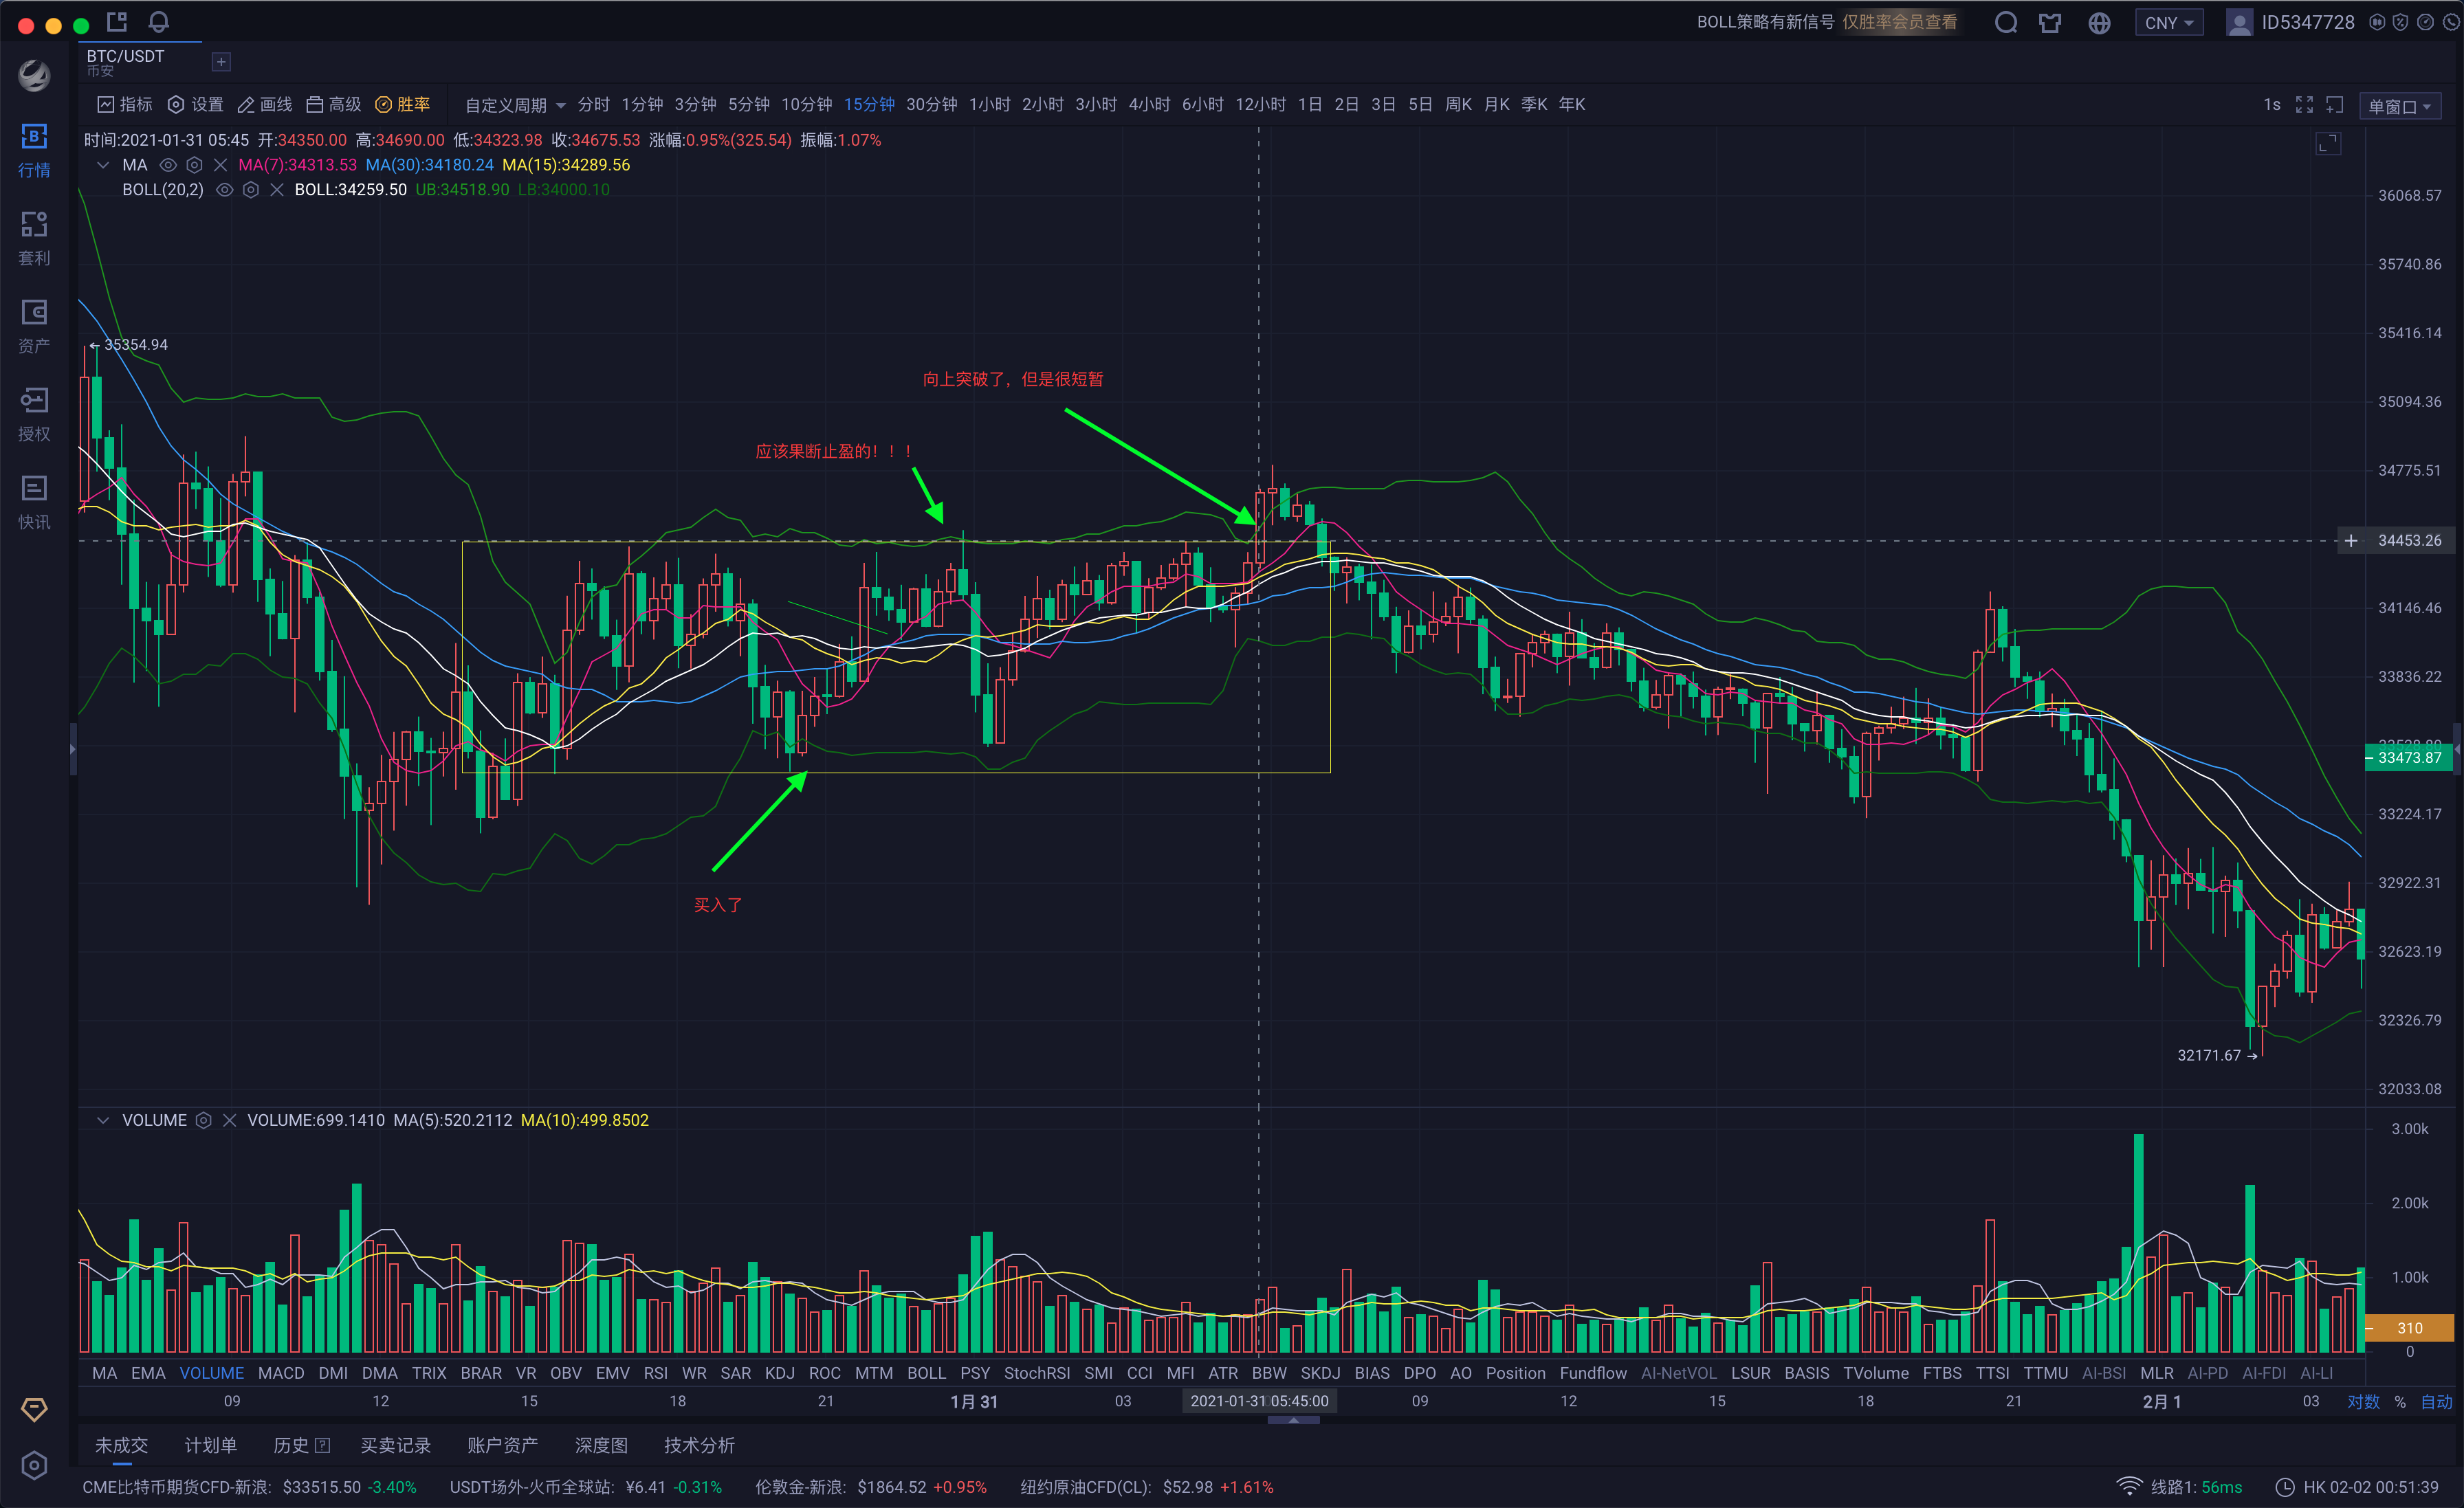 BOLL策略有新信号 仅胜率会员查看 CNY ID5347728
BTC/USDT
币安
指标 设置 画线 高级 胜率 自定义周期 分时 1分钟 3分钟 5分钟 10分钟 15分钟 30分钟 1小时 2小时 3小时 4小时 6小时 12小时 1日 2日 3日 5日 周K 月K 季K 年K 1s 单窗口
行情
套利
资产
授权
快讯
时间:2021-01-31 05:45 开:34350.00 高:34690.00 低:34323.98 收:34675.53 涨幅:0.95%(325.54) 振幅:1.07%
MA MA(7):34313.53 MA(30):34180.24 MA(15):34289.56
BOLL(20,2) BOLL:34259.50 UB:34518.90 LB:34000.10
36068.57
35740.86
35416.14
35094.36
34775.51
34453.26
34146.46
33836.22
33473.87
33224.17
32922.31
32623.19
32326.79
32033.08
35354.94
向上突破了，但是很短暂
应该果断止盈的！！！
买入了
32171.67
VOLUME VOLUME:699.1410 MA(5):520.2112 MA(10):499.8502
3.00k
2.00k
1.00k
310
0
MA EMA VOLUME MACD DMI DMA TRIX BRAR VR OBV EMV RSI WR SAR KDJ ROC MTM BOLL PSY StochRSI SMI CCI MFI ATR BBW SKDJ BIAS DPO AO Position Fundflow AI-NetVOL LSUR BASIS TVolume FTBS TTSI TTMU AI-BSI MLR AI-PD AI-FDI AI-LI
09 12 15 18 21 1月 31 03 2021-01-31 05:45:00 09 12 15 18 21 2月 1 03 对数 % 自动
未成交 计划单 历史 买卖记录 账户资产 深度图 技术分析
CME比特币期货CFD-新浪: $33515.50 -3.40% USDT场外-火币全球站: ¥6.41 -0.31% 伦敦金-新浪: $1864.52 +0.95% 纽约原油CFD(CL): $52.98 +1.61% 线路1: 56ms HK 02-02 00:51:39